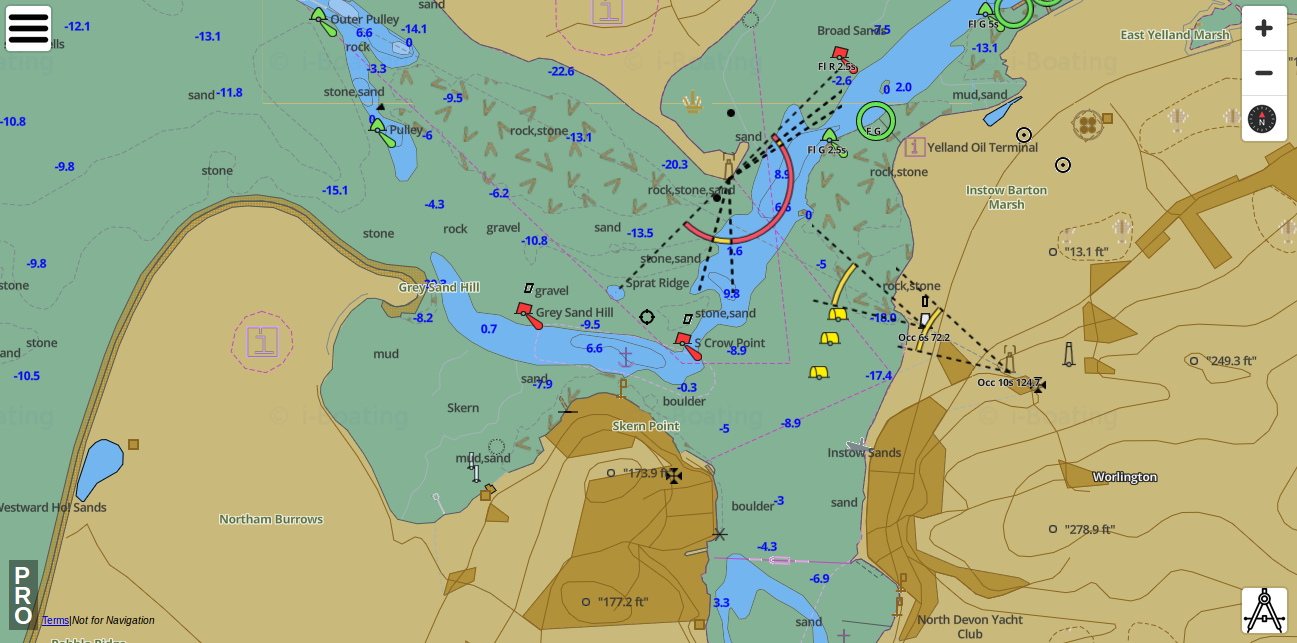 sand
-12.1
Outer Pulley
-14.1
Broad Sands
-7.5
Fl G 5s
6.6
0
East Yelland Marsh
-13.1
rock
-13.1
Fl R 2.5s
-3.3
-22.6
-2.6
0
2.0
sand
-11.8
stone,sand
-9.5
mud,sand
-10.8
0
Pulley
-6
rock,stone
-13.1
sand
F G
Fl G 2.5s
Yelland Oil Terminal
-9.8
stone
-20.3
8.9
rock,stone
-15.1
-6.2
rock,stone,sand
Instow Barton
Marsh
-4.3
6.6
0
stone
rock
gravel
sand
-13.5
-10.8
1.6
"13.1 ft"
-9.8
stone,sand
-5
stone
Grey Sand Hill
gravel
Sprat Ridge
9.8
rock,stone
-8.2
0.7
Grey Sand Hill
-9.5
stone,sand
-18.0
stone
mud
6.6
S Crow Point
-8.9
Occ 6s 72.2
"249.3 ft"
-10.5
sand
-7.9
-0.3
-17.4
Occ 10s 124.7
Skern
boulder
© i-Boating
Skern Point
-5
-8.9
mud,sand
"173.9 ft"
Instow Sands
Worlington
boulder
-3
sand
Northam Burrows
"278.9 ft"
-4.3
-6.9
PRO
3.3
"177.2 ft"
Terms|Not for Navigation
sand
North Devon Yacht
Club